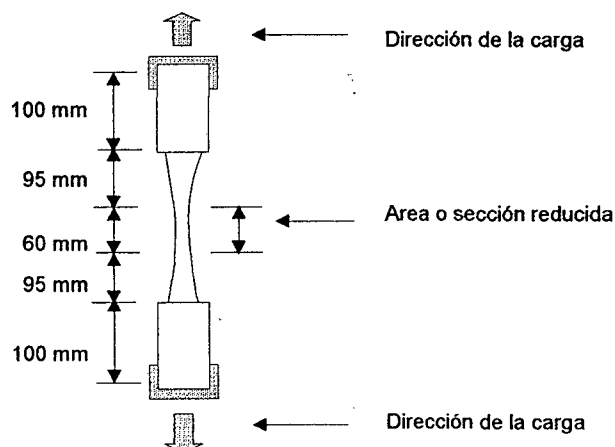 Dirección de la carga
100 mm
95 mm
Area o sección reducida
60 mm
95 mm
100 mm
Dirección de la carga